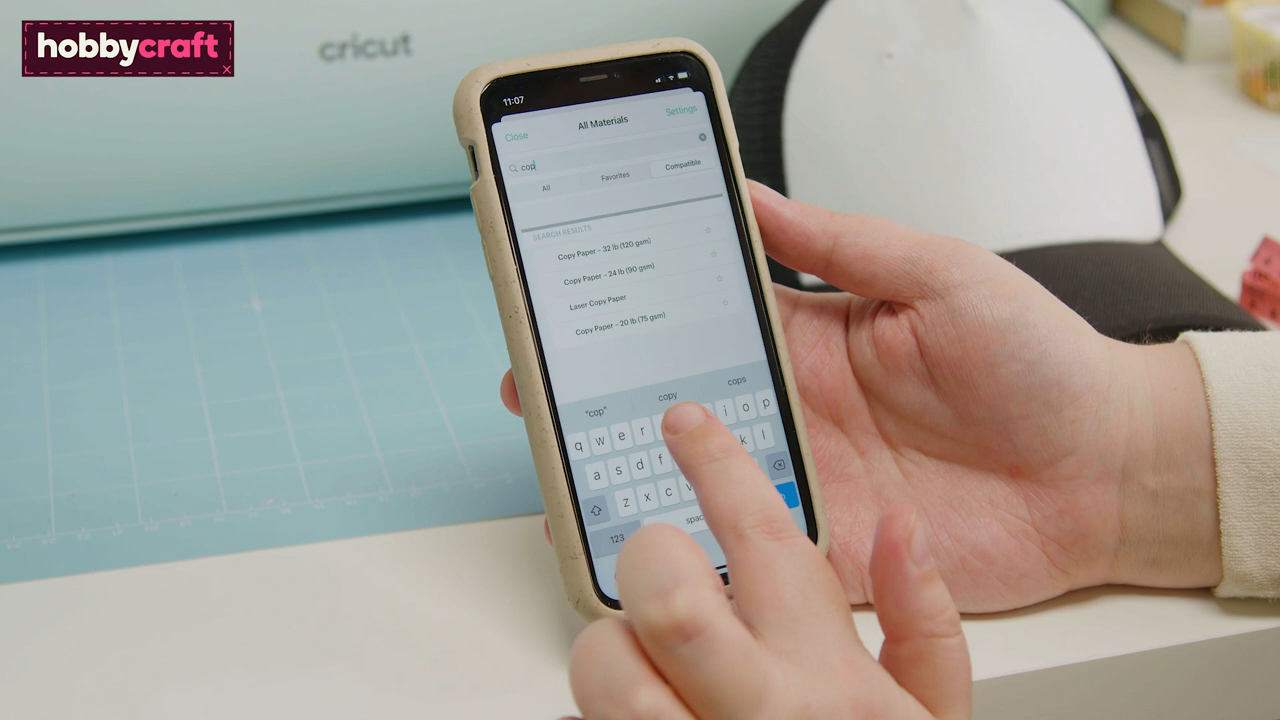 hobbycraft
cricut
11:07
Close All Materials Settings
cop
All Favorites Compatible
SEARCH RESULTS
Copy Paper - 32 lb (120 gsm)
Copy Paper - 24 lb (90 gsm)
Laser Copy Paper
Copy Paper - 20 lb (75 gsm)
"cop" copy cops
q w e r i o p
a s d f k l
z x c v
123 spac